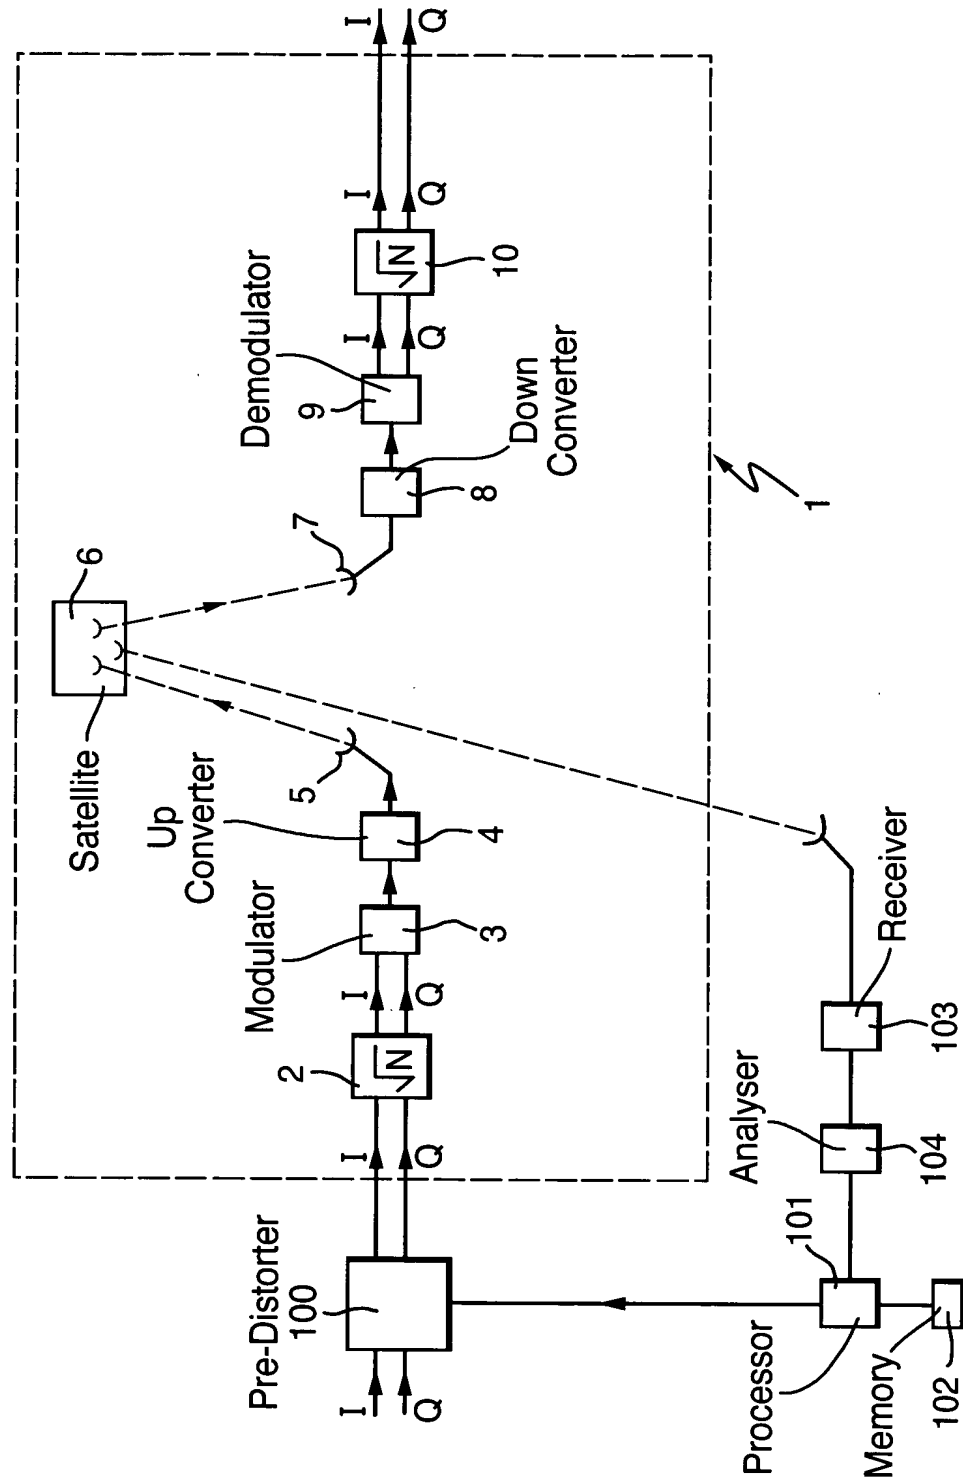 I
Q
Pre-Distorter
100
I
Q
2
√N
I
Q
Modulator
3
Up
Converter
4
5
Satellite
6
7
Down
Converter
8
Demodulator
9
I
Q
√N
10
I
Q
I
Q
1
Processor
101
Memory
102
Analyser
104
Receiver
103